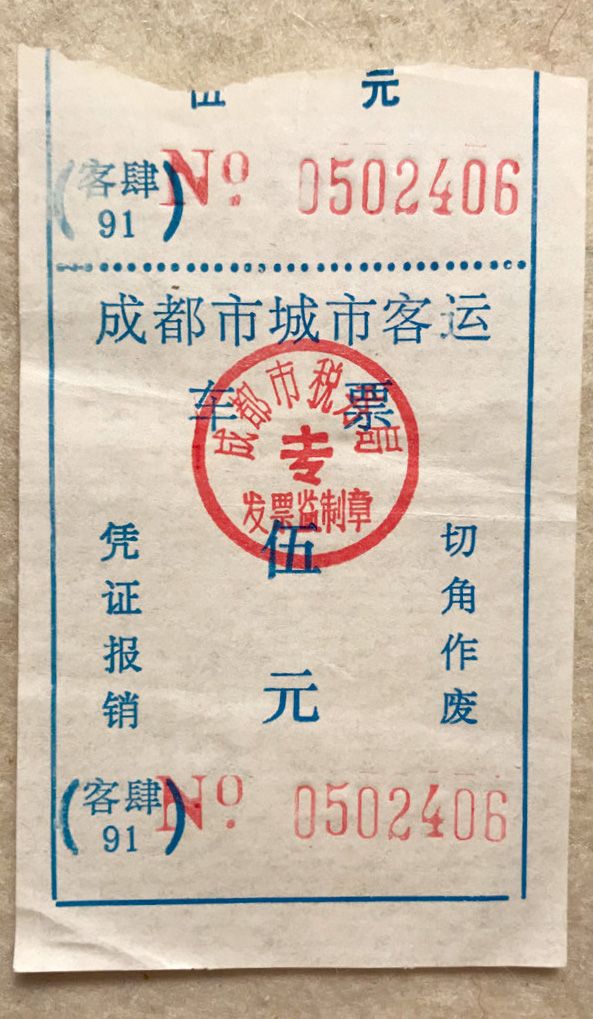 伍 元
(客肆 91) No 0502406
成都市城市客运
车 票
成都市税务局
专
发票监制章
伍
元
凭证报销
切角作废
(客肆 91) No 0502406